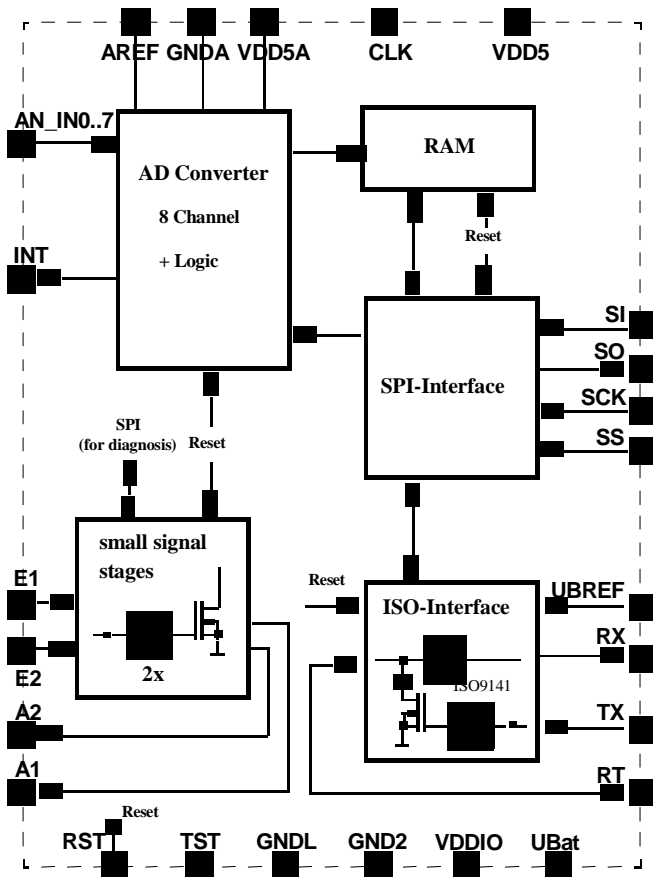 AREF GNDA VDD5A CLK VDD5
AN_IN0..7
RAM
AD Converter
8 Channel
+ Logic
Reset
INT
SI
SO
SPI-Interface
SCK
SPI
(for diagnosis) Reset
SS
small signal
stages
E1
Reset
ISO-Interface
UBREF
RX
E2
2x
ISO9141
A2
TX
A1
RT
Reset
RST TST GNDL GND2 VDDIO UBat